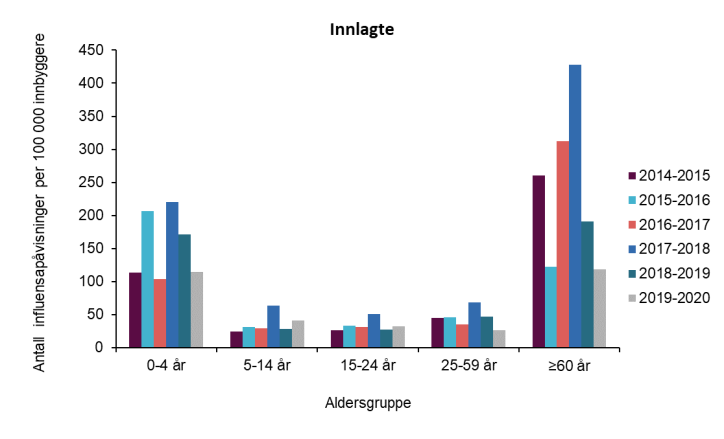 Innlagte
Antall influensapåvisninger per 100 000 innbyggere
450
400
350
300
250
200
150
100
50
0
0-4 år
5-14 år
15-24 år
25-59 år
≥60 år
Aldersgruppe
2014-2015
2015-2016
2016-2017
2017-2018
2018-2019
2019-2020